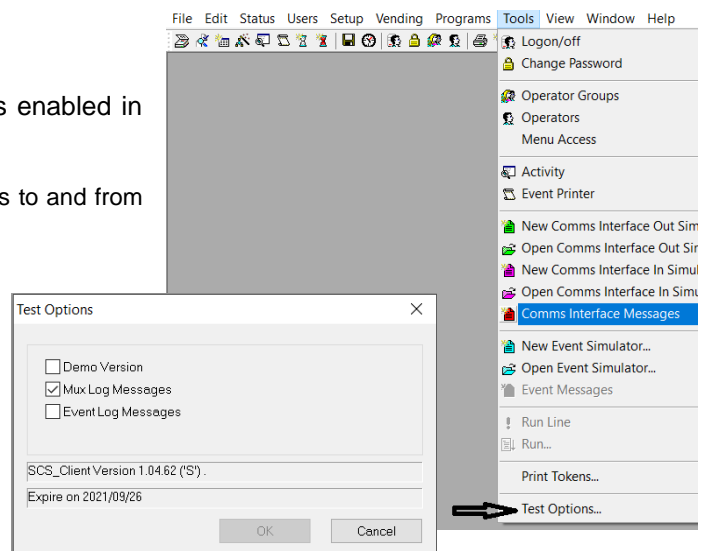 File Edit Status Users Setup Vending Programs Tools View Window Help
Logon/off
Change Password
s enabled in
Operator Groups
Operators
Menu Access
Activity
s to and from
Event Printer
New Comms Interface Out Sim
Open Comms Interface Out Sir
New Comms Interface In Simul
Open Comms Interface In Simu
Comms Interface Messages
New Event Simulator...
Open Event Simulator...
Event Messages
Run Line
Run...
Print Tokens...
Test Options...
Test Options
Demo Version
Mux Log Messages
Event Log Messages
SCS_Client Version 1.04.62 ('S') .
Expire on 2021/09/26
OK Cancel